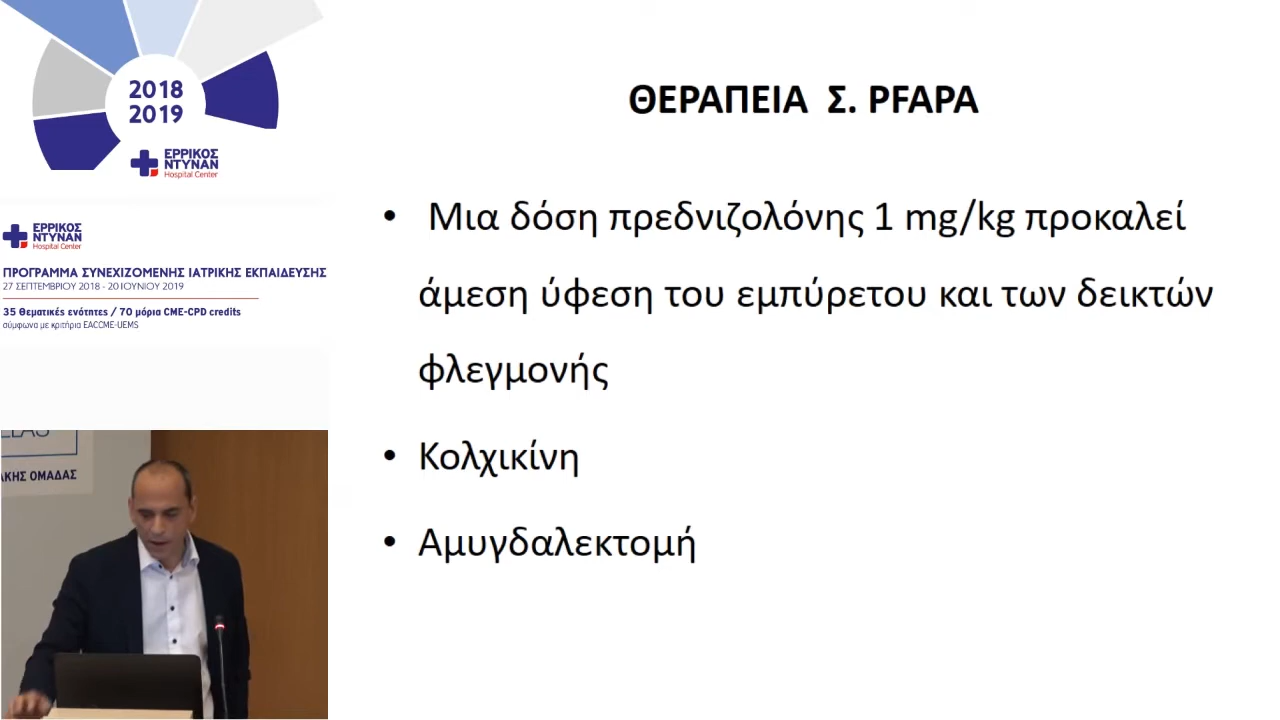 2018
2019
ΕΡΡΙΚΟΣ
ΝΤΥΝΑΝ
Hospital Center
ΕΡΡΙΚΟΣ
ΝΤΥΝΑΝ
Hospital Center
ΠΡΟΓΡΑΜΜΑ ΣΥΝΕΧΙΖΟΜΕΝΗΣ ΙΑΤΡΙΚΗΣ ΕΚΠΑΙΔΕΥΣΗΣ
27 ΣΕΠΤΕΜΒΡΙΟΥ 2018 - 20 ΙΟΥΝΙΟΥ 2019
35 Θεματικές ενότητες / 70 μόρια CME-CPD credits
σύμφωνα με κριτήρια EACCME-UEMS
ΟΜΑΔΑΣ
ΘΕΡΑΠΕΙΑ Σ. PFAPA
• Μια δόση πρεδνιζολόνης 1 mg/kg προκαλεί
άμεση ύφεση του εμπύρετου και των δεικτών
φλεγμονής
• Κολχικίνη
• Αμυγδαλεκτομή